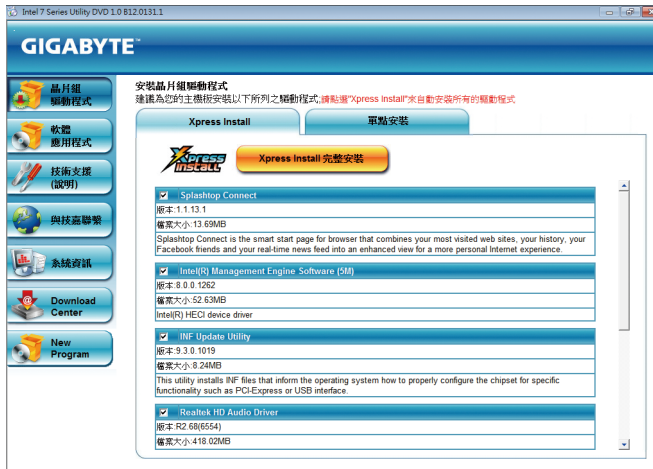 Intel 7 Series Utility DVD 1.0 B12.0131.1
GIGABYTE™
晶片組
驅動程式
軟體
應用程式
技術支援
(說明)
與技嘉聯繫
系統資訊
Download
Center
New
Program
安裝晶片組驅動程式
建議為您的主機板安裝以下所列之驅動程式;請點選"Xpress Install"來自動安裝所有的驅動程式
Xpress Install
單點安裝
Xpress
Install
Xpress Install 完整安裝
Splashtop Connect
版本:1.1.13.1
檔案大小:13.69MB
Splashtop Connect is the smart start page for browser that combines your most visited web sites, your history, your
Facebook friends and your real-time news feed into an enhanced view for a more personal Internet experience.
Intel(R) Management Engine Software (5M)
版本:8.0.0.1262
檔案大小:52.63MB
Intel(R) HECI device driver
INF Update Utility
版本:9.3.0.1019
檔案大小:8.24MB
This utility installs INF files that inform the operating system how to properly configure the chipset for specific
functionality such as PCI-Express or USB interface.
Realtek HD Audio Driver
版本:R2.68(6554)
檔案大小:418.02MB